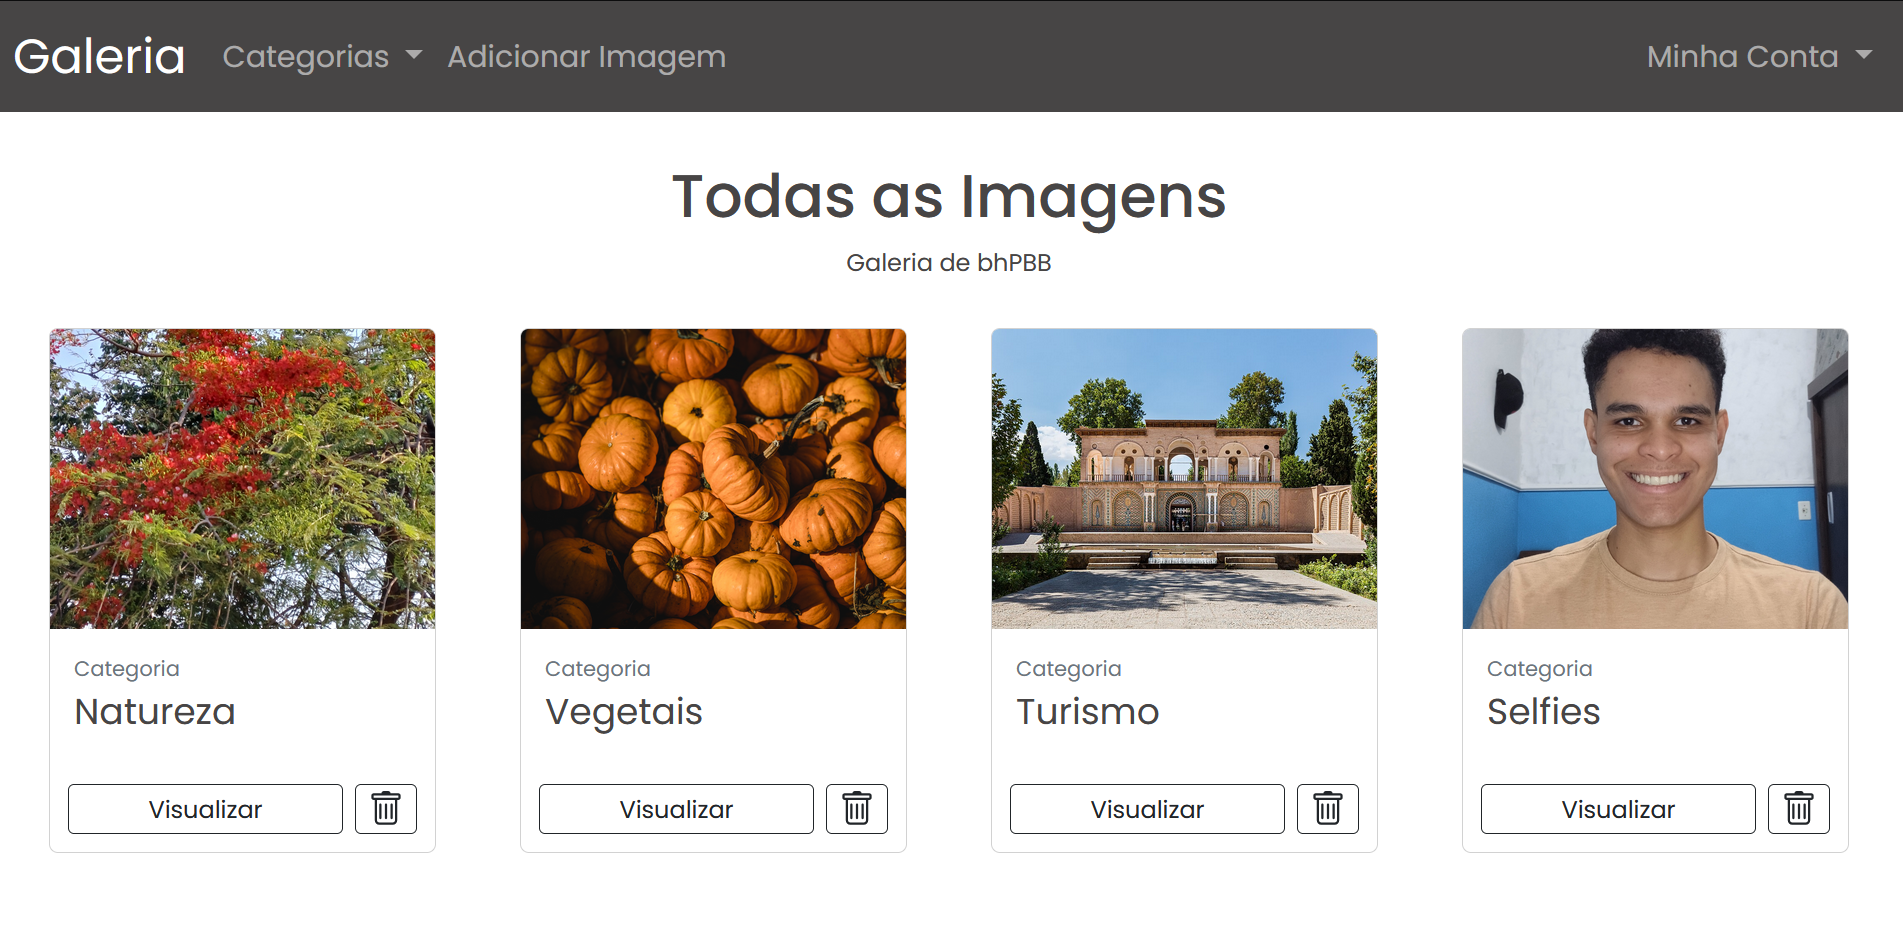 Galeria Categorias Adicionar Imagem Minha Conta
Todas as Imagens
Galeria de bhPBB
Categoria
Natureza
Visualizar
Categoria
Vegetais
Visualizar
Categoria
Turismo
Visualizar
Categoria
Selfies
Visualizar